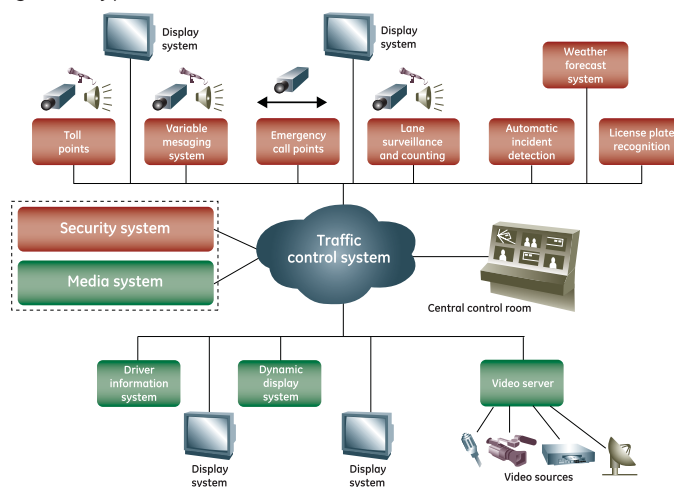 Display
system
Display
system
Weather
forecast
system
Toll
points
Variable
mesaging
system
Emergency
call points
Lane
surveillance
and counting
Automatic
incident
detection
License plate
recognition
Security system
Media system
Traffic
control system
Central control room
Driver
information
system
Dynamic
display
system
Video server
Display
system
Display
system
Video sources